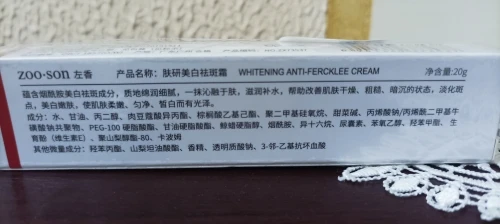 zoo·son 左香 产品名称：肤研美白祛斑霜 WHITENING ANTI-FERCKLEE CREAM 净含量:20g
蕴含烟酰胺美白祛斑成分，质地绵润细腻，一抹沁融于肤，滋润补水，帮助改善肌肤干燥、粗糙、暗沉的状态，淡化斑
点，美白嫩肤，使肌肤柔嫩、匀净、皙白而有光泽。
成分：水、甘油、丙二醇、肉豆蔻酸异丙酯、棕榈酸乙基己酯、聚二甲基硅氧烷、甜菜碱、丙烯酸钠/丙烯酰二甲基牛
磺酸钠共聚物、PEG-100 硬脂酸酯、甘油硬脂酸酯、鲸蜡硬脂醇、烟酰胺、异十六烷、尿囊素、苯氧乙醇、羟苯甲酯、生
育酚（维生素E）、聚山梨醇酯-80、卡波姆
其他微量成分：羟苯丙酯、山梨坦油酸酯、香精、透明质酸钠、3-邻-乙基抗坏血酸